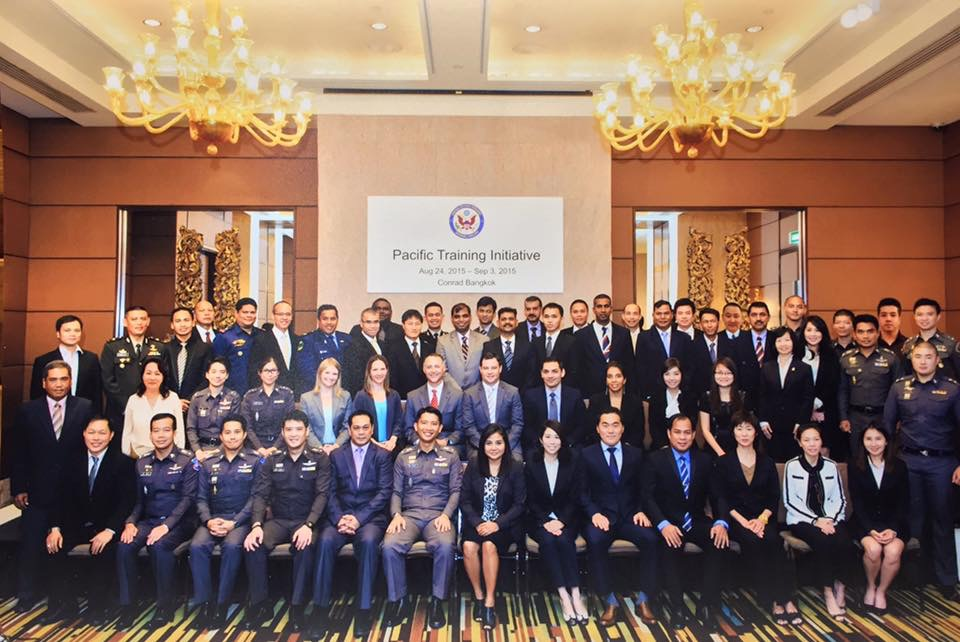 Pacific Training Initiative
Aug 24, 2015 – Sep 3, 2015
Conrad Bangkok